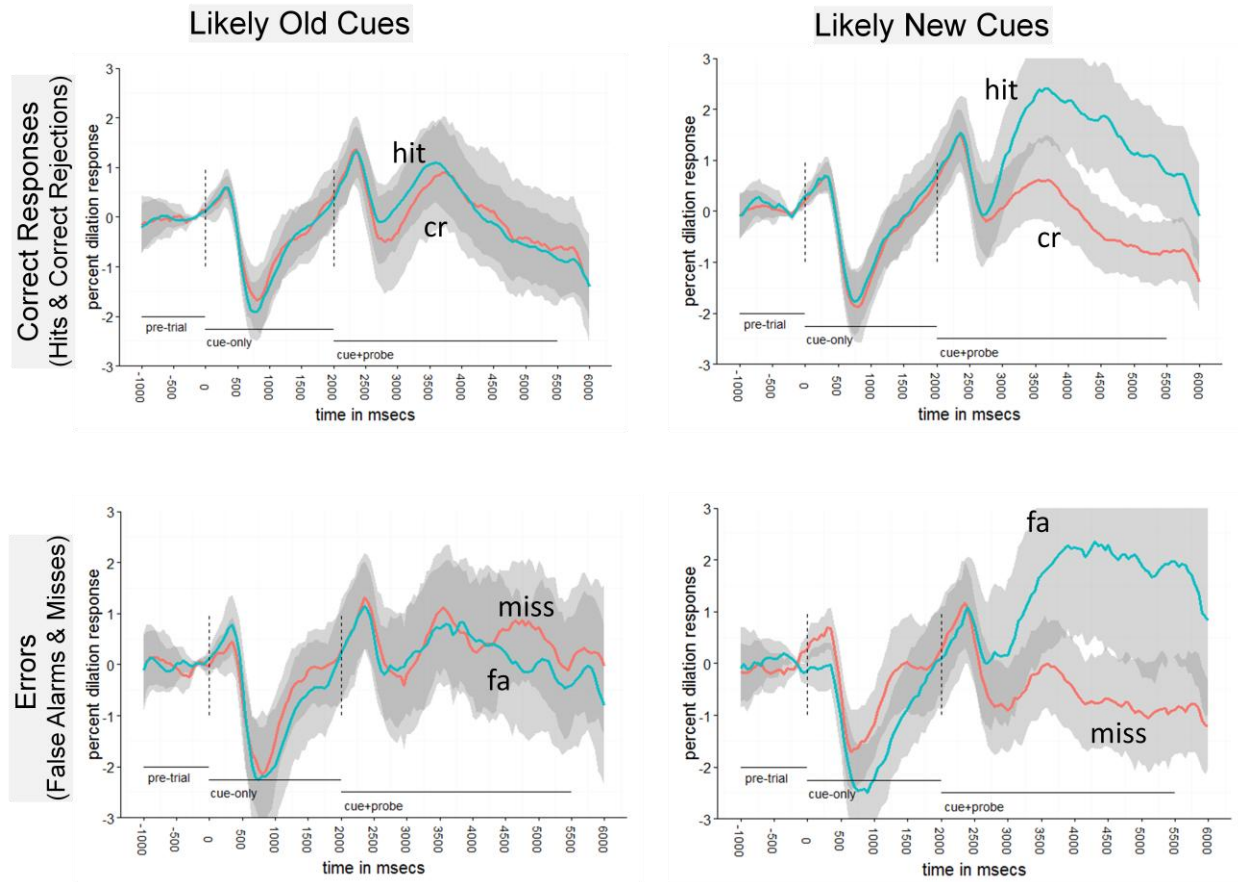 Likely Old Cues
Likely New Cues
Correct Responses
(Hits & Correct Rejections)
percent dilation response
3
2
1
0
-1
-2
-3
hit
cr
pre-trial
cue-only
cue+probe
-1000
-500
0
500
1000
1500
2000
2500
3000
3500
4000
4500
5000
5500
6000
time in msecs
percent dilation response
3
2
1
0
-1
-2
-3
hit
cr
pre-trial
cue-only
cue+probe
-1000
-500
0
500
1000
1500
2000
2500
3000
3500
4000
4500
5000
5500
6000
time in msecs
Errors
(False Alarms & Misses)
percent dilation response
3
2
1
0
-1
-2
-3
miss
fa
pre-trial
cue-only
cue+probe
-1000
-500
0
500
1000
1500
2000
2500
3000
3500
4000
4500
5000
5500
6000
time in msecs
percent dilation response
3
2
1
0
-1
-2
-3
fa
miss
pre-trial
cue-only
cue+probe
-1000
-500
0
500
1000
1500
2000
2500
3000
3500
4000
4500
5000
5500
6000
time in msecs